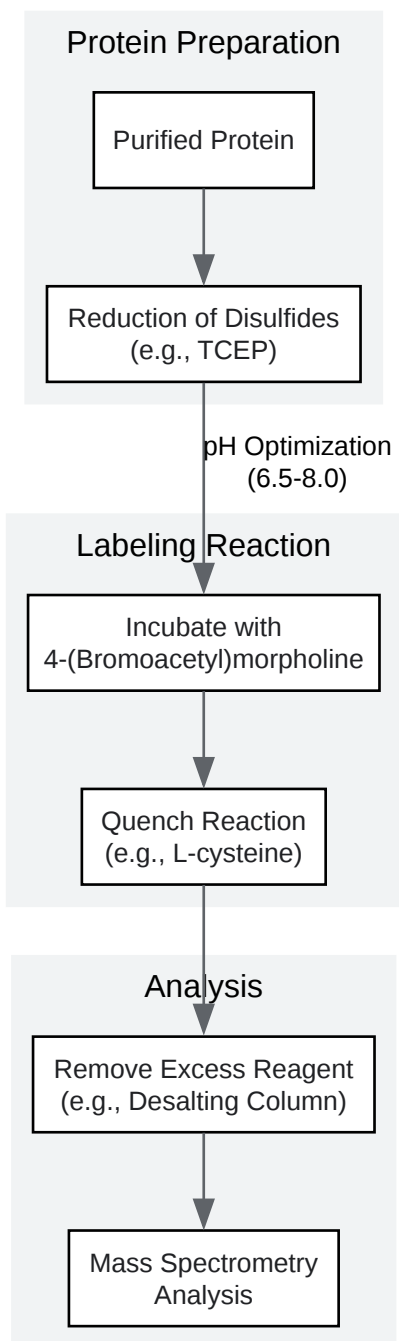 Protein Preparation
Purified Protein
Reduction of Disulfides
(e.g., TCEP)
pH Optimization
(6.5-8.0)
Labeling Reaction
Incubate with
4-(Bromoacetyl)morpholine
Quench Reaction
(e.g., L-cysteine)
Analysis
Remove Excess Reagent
(e.g., Desalting Column)
Mass Spectrometry
Analysis